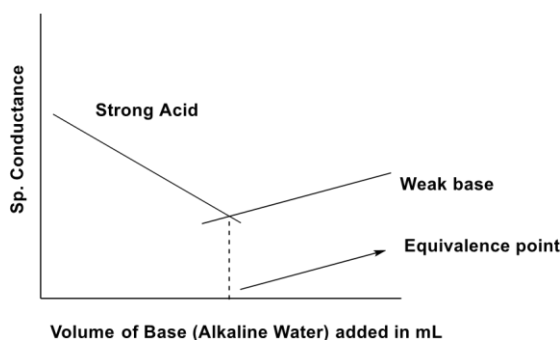 Strong Acid
Sp. Conductance
Weak base
Equivalence point
Volume of Base (Alkaline Water) added in mL